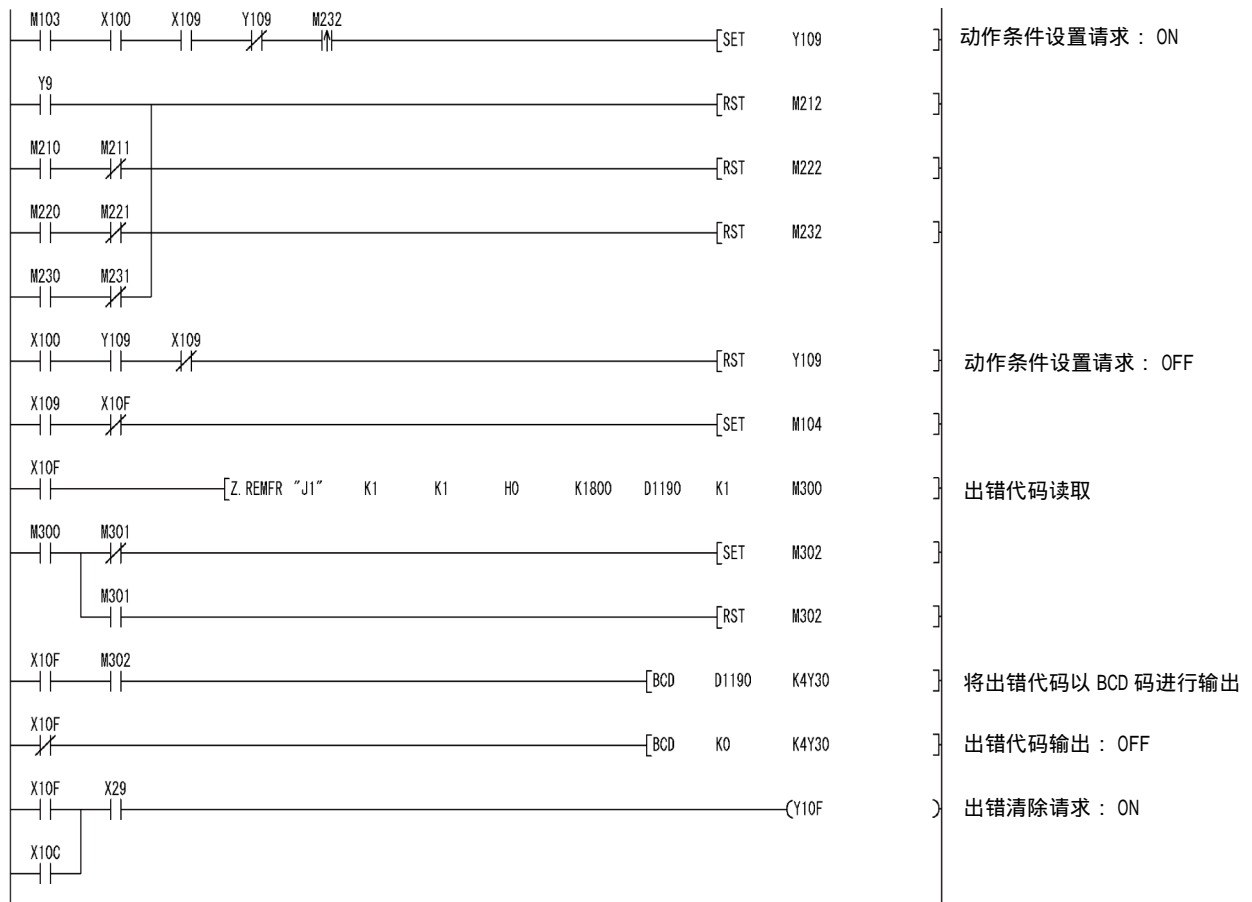 M103 X100 X109 Y109 M232
[SET Y109 ] 动作条件设置请求：ON
Y9
[RST M212 ]
M210 M211
[RST M222 ]
M220 M221
[RST M232 ]
M230 M231
X100 Y109 X109
[RST Y109 ] 动作条件设置请求：OFF
X109 X10F
[SET M104 ]
X10F
[Z.REMFR "J1" K1 K1 H0 K1800 D1190 K1 M300 ] 出错代码读取
M300 M301
[SET M302 ]
M301
[RST M302 ]
X10F M302
[BCD D1190 K4Y30 ] 将出错代码以 BCD 码进行输出
X10F
[BCD K0 K4Y30 ] 出错代码输出：OFF
X10F X29
(Y10F ) 出错清除请求：ON
X10C